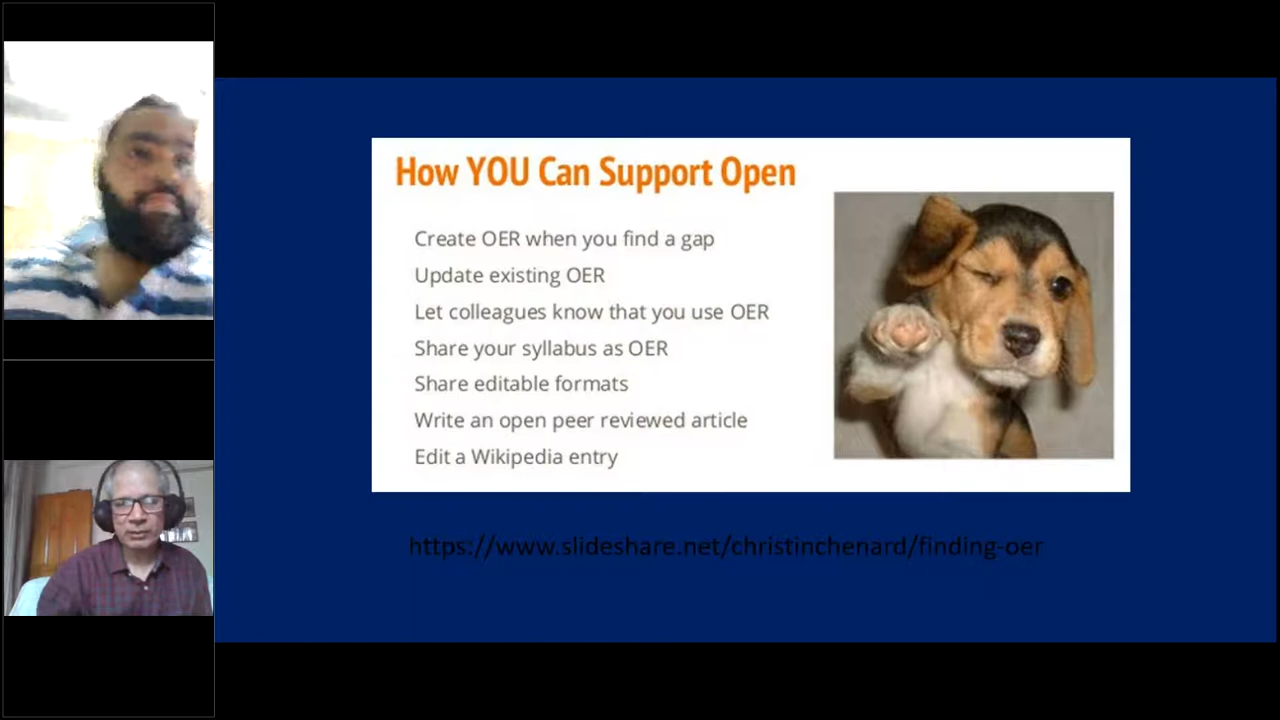 How YOU Can Support Open
Create OER when you find a gap
Update existing OER
Let colleagues know that you use OER
Share your syllabus as OER
Share editable formats
Write an open peer reviewed article
Edit a Wikipedia entry
https://www.slideshare.net/christinchenard/finding-oer